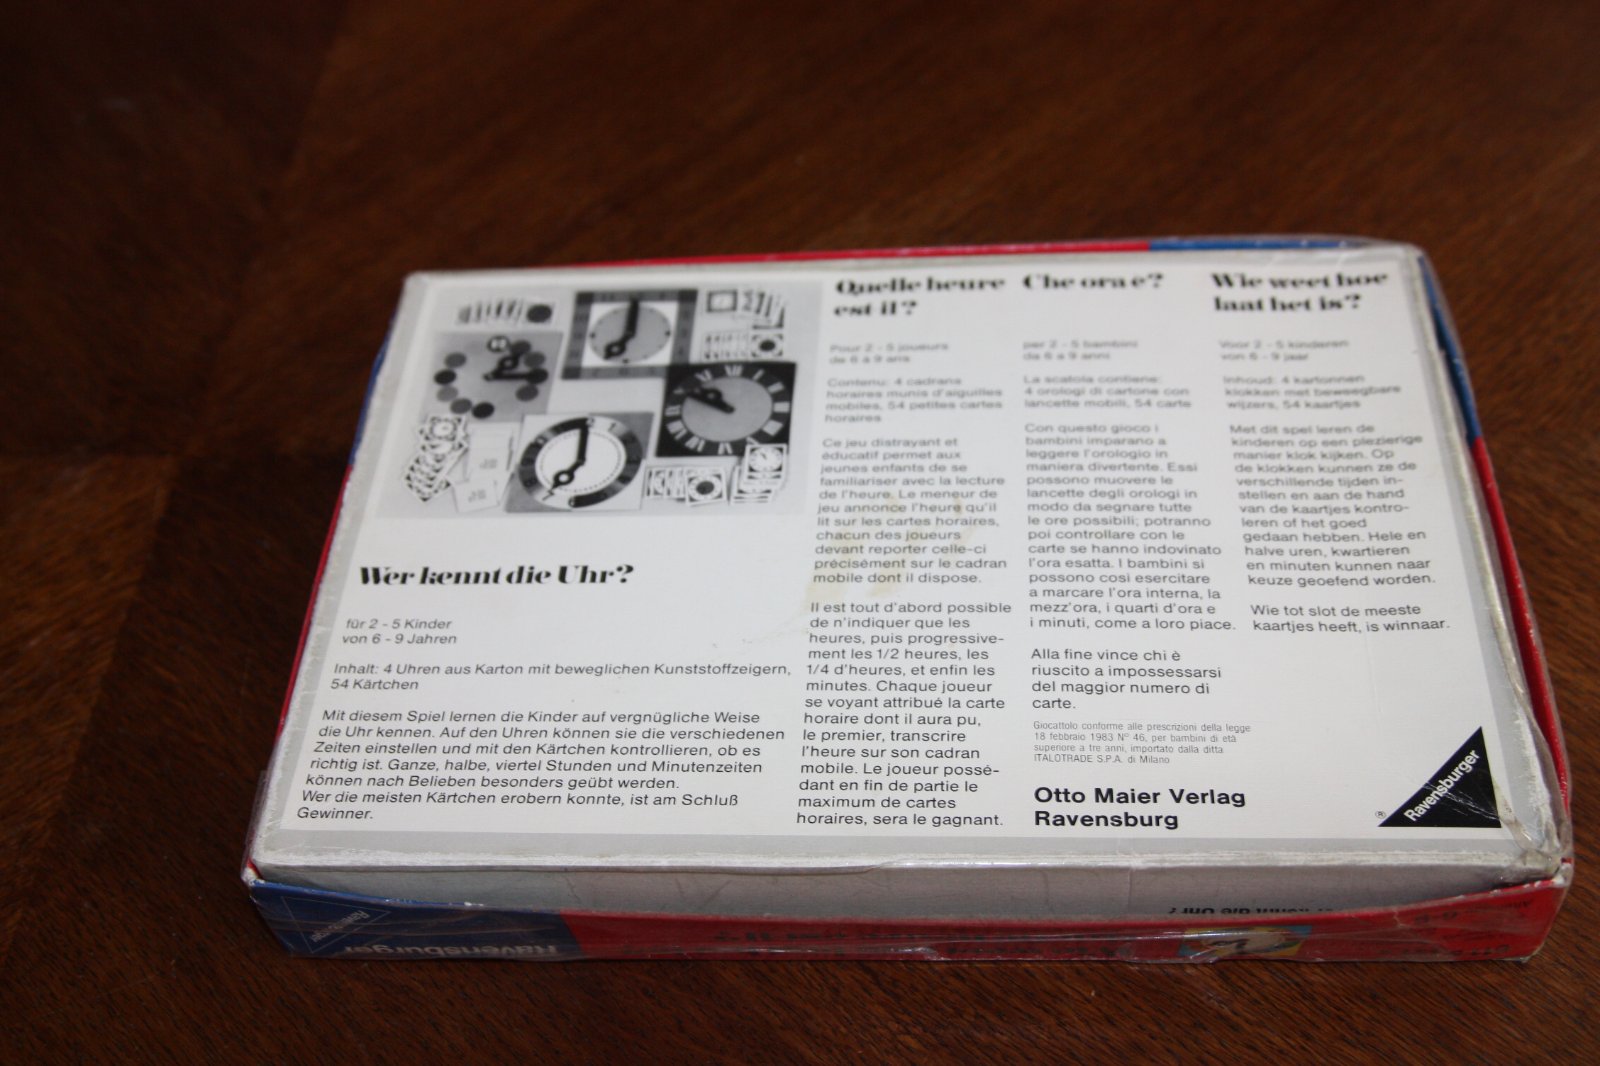 Wer kennt die Uhr?
für 2 - 5 Kinder
von 6 - 9 Jahren
Inhalt: 4 Uhren aus Karton mit beweglichen Kunststoffzeigern,
54 Kärtchen
Mit diesem Spiel lernen die Kinder auf vergnügliche Weise
die Uhr kennen. Auf den Uhren können sie die verschiedenen
Zeiten einstellen und mit den Kärtchen kontrollieren, ob es
richtig ist. Ganze, halbe, viertel Stunden und Minutenzeiten
können nach Belieben besonders geübt werden.
Wer die meisten Kärtchen erobern konnte, ist am Schluß
Gewinner.
Quelle heure
est-il?
Pour 2 - 5 joueurs
de 6 à 9 ans
Contenu: 4 cadrans
horaires munis d'aiguilles
mobiles, 54 petites cartes
horaires
Ce jeu distrayant et
éducatif permet aux
jeunes enfants de se
familiariser avec la lecture
de l'heure. Le meneur de
jeu annonce l'heure qu'il
lit sur les cartes horaires,
chacun des joueurs
devant reporter celle-ci
précisément sur le cadran
mobile dont il dispose.
Il est tout d'abord possible
de n'indiquer que les
heures, puis progressive-
ment les 1/2 heures, les
1/4 d'heures, et enfin les
minutes. Chaque joueur
se voyant attribué la carte
horaire dont il aura pu,
le premier, transcrire
l'heure sur son cadran
mobile. Le joueur possé-
dant en fin de partie le
maximum de cartes
horaires, sera le gagnant.
Che ora è?
per 2 - 5 bambini
da 6 a 9 anni
La scatola contiene:
4 orologi di cartone con
lancette mobili, 54 carte
Con questo gioco i
bambini imparano a
leggere l'orologio in
maniera divertente. Essi
possono muovere le
lancette degli orologi in
modo da segnare tutte
le ore possibili; potranno
poi controllare con le
carte se hanno indovinato
l'ora esatta. I bambini si
possono così esercitare
a marcare l'ora interna, la
mezz'ora, i quarti d'ora e
i minuti, come a loro piace.
Alla fine vince chi è
riuscito a impossessarsi
del maggior numero di
carte.
Giocattolo conforme alle prescrizioni della legge
18 febbraio 1983 Nº 46, per bambini di età
superiore a tre anni, importato dalla ditta
ITALOTRADE S.P.A. di Milano
Otto Maier Verlag
Ravensburg
Wie weet hoe
laat het is?
Voor 2 - 5 kinderen
von 6 - 9 jaar
Inhoud: 4 kartonnen
klokken met beweegbare
wijzers, 54 kaartjes
Met dit spel leren de
kinderen op een plezierige
manier klok kijken. Op
de klokken kunnen ze de
verschillende tijden in-
stellen en aan de hand
van de kaartjes kontro-
leren of het goed
gedaan hebben. Hele en
halve uren, kwartieren
en minuten kunnen naar
keuze geoefend worden.
Wie tot slot de meeste
kaartjes heeft, is winnaar.
® Ravensburger
kennt die Uhr?
Ravensburger
Ravensburger